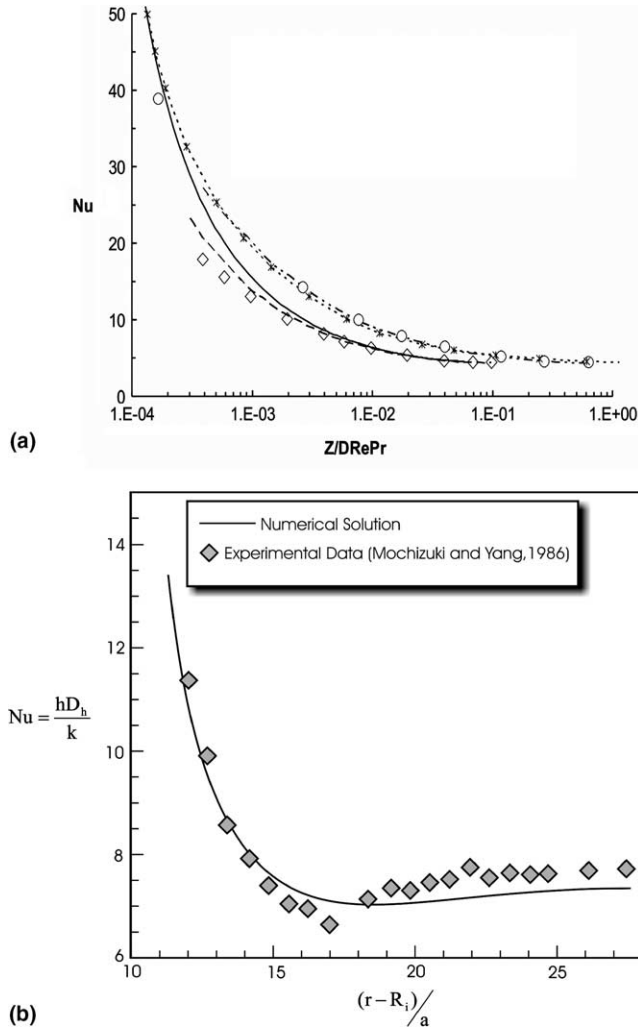 50
40
30
Nu
20
10
0
1.E-04 1.E-03 1.E-02 1.E-01 1.E+00
Z/DRePr
(a)
Numerical Solution
Experimental Data (Mochizuki and Yang,1986)
14
12
Nu = hD_h/k
10
8
6
10 15 20 25
(r − R_i)/a
(b)